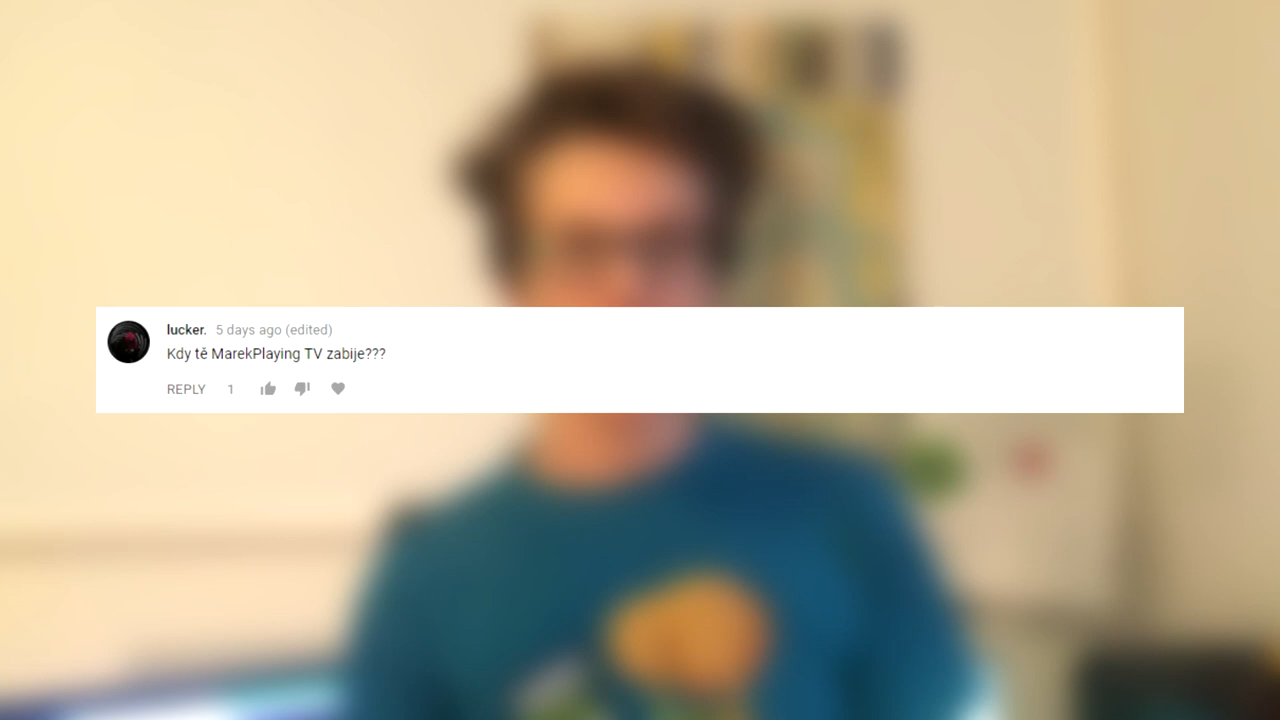 lucker. 5 days ago (edited)
Kdy tě MarekPlaying TV zabije???
REPLY 1